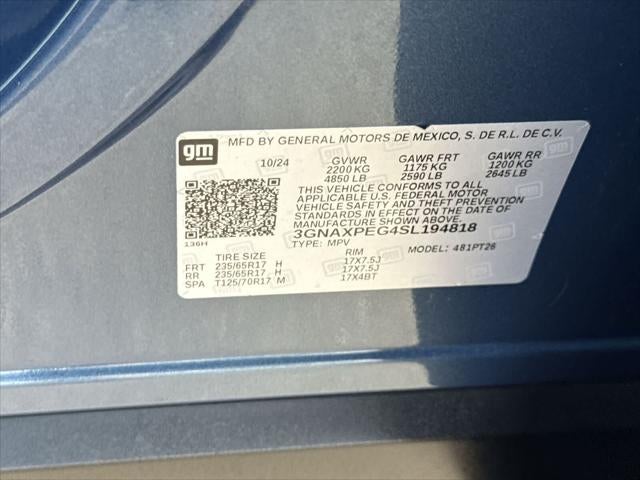 gm MFD BY GENERAL MOTORS DE MEXICO, S. DE R.L. DE C.V.
10/24 GVWR GAWR FRT GAWR RR
2200 KG 1175 KG 1200 KG
4850 LB 2590 LB 2645 LB
THIS VEHICLE CONFORMS TO ALL
APPLICABLE U.S. FEDERAL MOTOR
VEHICLE SAFETY AND THEFT PREVENTION
STANDARDS IN EFFECT ON THE DATE OF
MANUFACTURE SHOWN ABOVE.
3GNAXPEG4SL194818
136H TYPE: MPV MODEL: 481PT26
TIRE SIZE RIM
FRT 235/65R17 H 17X7.5J
RR 235/65R17 H 17X7.5J
SPA T125/70R17 M 17X4BT